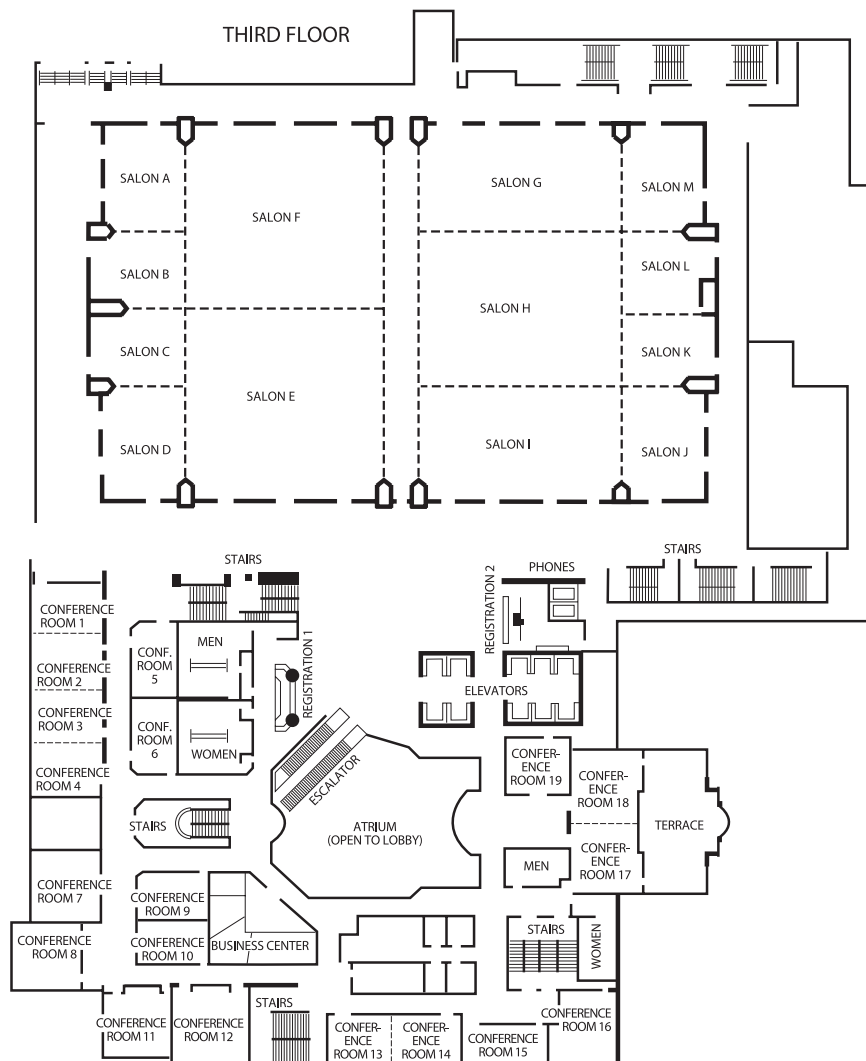 THIRD FLOOR
SALON A
SALON F
SALON G
SALON M
SALON B
SALON L
SALON H
SALON C
SALON K
SALON E
SALON D
SALON I
SALON J
STAIRS
PHONES
STAIRS
REGISTRATION 2
CONFERENCE
ROOM 1
CONF.
ROOM
5
MEN
REGISTRATION 1
CONFERENCE
ROOM 2
ELEVATORS
CONFERENCE
ROOM 3
CONF.
ROOM
6
WOMEN
ESCALATOR
CONFERENCE
ROOM 4
CONFER-
ENCE
ROOM 19
CONFER-
ENCE
ROOM 18
STAIRS
ATRIUM
(OPEN TO LOBBY)
TERRACE
CONFER-
ENCE
ROOM 17
MEN
CONFERENCE
ROOM 7
CONFERENCE
ROOM 9
CONFERENCE
ROOM 8
CONFERENCE
ROOM 10
BUSINESS CENTER
STAIRS
WOMEN
STAIRS
CONFERENCE
ROOM 11
CONFERENCE
ROOM 12
CONFER-
ENCE
ROOM 13
CONFER-
ENCE
ROOM 14
CONFERENCE
ROOM 15
CONFERENCE
ROOM 16